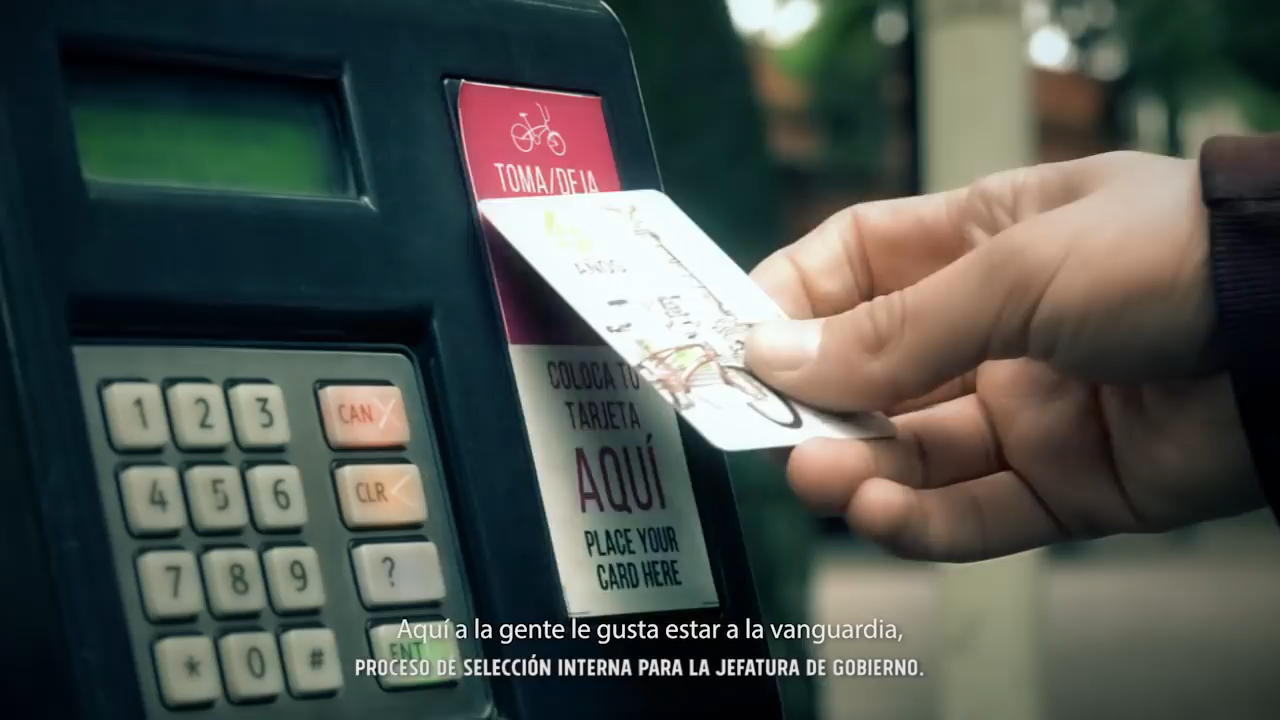 TOMA/DEJA
AÑOS
COLOCA TU
TARJETA
AQUÍ
PLACE YOUR
CARD HERE
1 2 3 CAN
4 5 6 CLR
7 8 9 ?
* 0 # ENT
Aquí a la gente le gusta estar a la vanguardia,
PROCESO DE SELECCIÓN INTERNA PARA LA JEFATURA DE GOBIERNO.